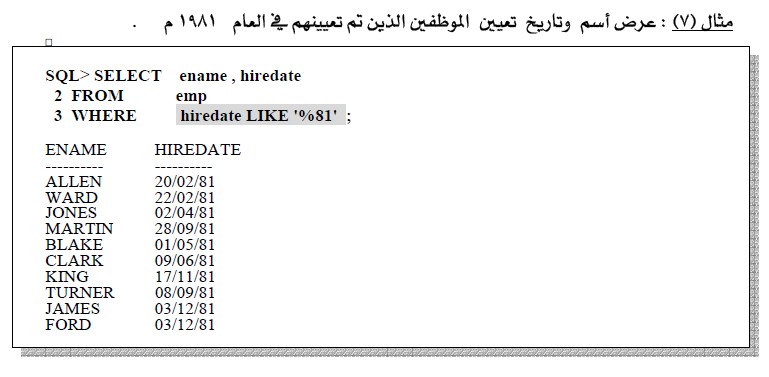 مثال (٧) : عرض أسم وتاريخ تعيين الموظفين الذين تم تعيينهم في العام ١٩٨١ م .
SQL> SELECT ename , hiredate
2 FROM emp
3 WHERE hiredate LIKE '%81' ;
ENAME HIREDATE
---------- ----------
ALLEN 20/02/81
WARD 22/02/81
JONES 02/04/81
MARTIN 28/09/81
BLAKE 01/05/81
CLARK 09/06/81
KING 17/11/81
TURNER 08/09/81
JAMES 03/12/81
FORD 03/12/81